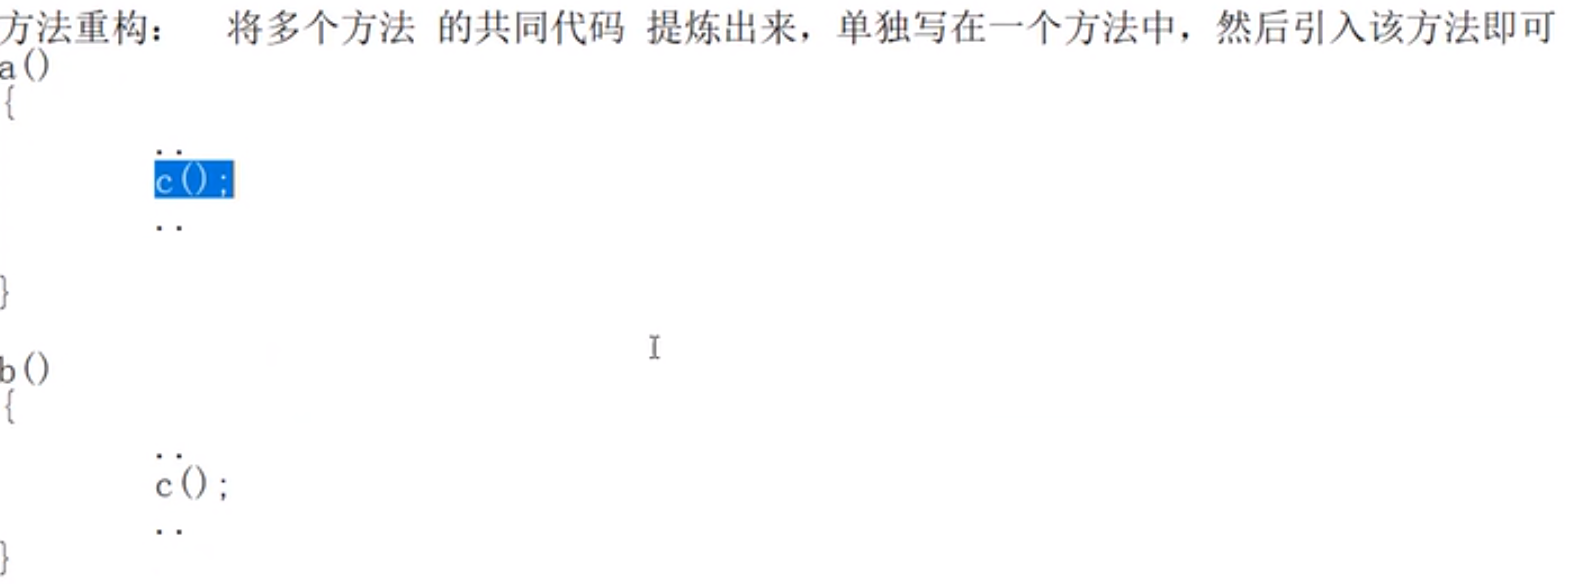 方法重构： 将多个方法 的共同代码 提炼出来，单独写在一个方法中，然后引入该方法即可
a()
{
..
c();
..
}
b()
{
..
c();
..
}